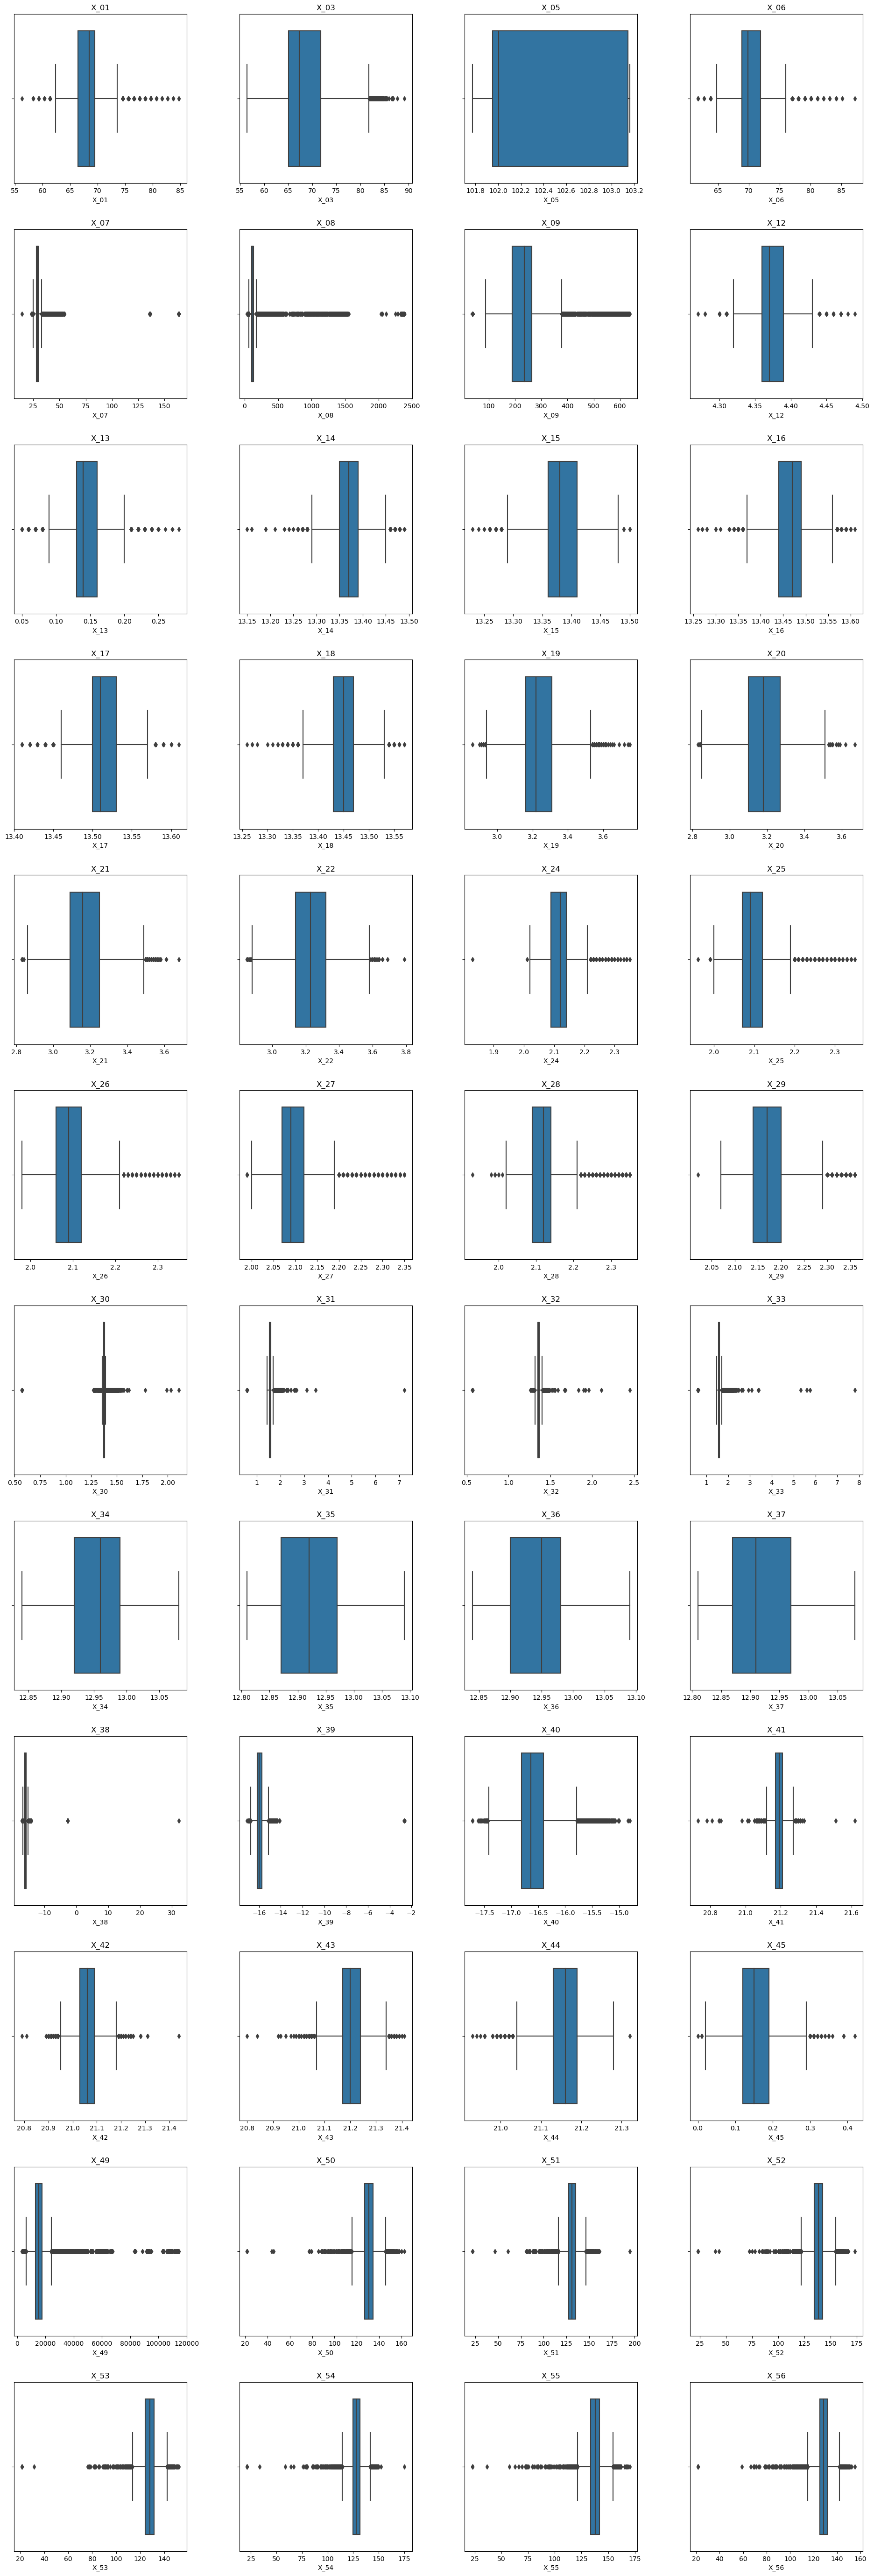 X_01 X_03 X_05 X_06
55 60 65 70 75 80 85 55 60 65 70 75 80 85 90 101.8 102.0 102.2 102.4 102.6 102.8 103.0 103.2 65 70 75 80 85
X_01 X_03 X_05 X_06
X_07 X_08 X_09 X_12
25 50 75 100 125 150 0 500 1000 1500 2000 2500 100 200 300 400 500 600 4.30 4.35 4.40 4.45 4.50
X_07 X_08 X_09 X_12
X_13 X_14 X_15 X_16
0.05 0.10 0.15 0.20 0.25 13.15 13.20 13.25 13.30 13.35 13.40 13.45 13.50 13.25 13.30 13.35 13.40 13.45 13.50 13.25 13.30 13.35 13.40 13.45 13.50 13.55 13.60
X_13 X_14 X_15 X_16
X_17 X_18 X_19 X_20
13.40 13.45 13.50 13.55 13.60 13.25 13.30 13.35 13.40 13.45 13.50 13.55 3.0 3.2 3.4 3.6 2.8 3.0 3.2 3.4 3.6
X_17 X_18 X_19 X_20
X_21 X_22 X_24 X_25
2.8 3.0 3.2 3.4 3.6 3.0 3.2 3.4 3.6 3.8 1.9 2.0 2.1 2.2 2.3 2.0 2.1 2.2 2.3
X_21 X_22 X_24 X_25
X_26 X_27 X_28 X_29
2.0 2.1 2.2 2.3 2.00 2.05 2.10 2.15 2.20 2.25 2.30 2.35 2.0 2.1 2.2 2.3 2.05 2.10 2.15 2.20 2.25 2.30 2.35
X_26 X_27 X_28 X_29
X_30 X_31 X_32 X_33
0.50 0.75 1.00 1.25 1.50 1.75 2.00 1 2 3 4 5 6 7 0.5 1.0 1.5 2.0 2.5 1 2 3 4 5 6 7 8
X_30 X_31 X_32 X_33
X_34 X_35 X_36 X_37
12.85 12.90 12.95 13.00 13.05 12.80 12.85 12.90 12.95 13.00 13.05 13.10 12.85 12.90 12.95 13.00 13.05 13.10 12.80 12.85 12.90 12.95 13.00 13.05
X_34 X_35 X_36 X_37
X_38 X_39 X_40 X_41
−10 0 10 20 30 −16 −14 −12 −10 −8 −6 −4 −2 −17.5 −17.0 −16.5 −16.0 −15.5 −15.0 20.8 21.0 21.2 21.4 21.6
X_38 X_39 X_40 X_41
X_42 X_43 X_44 X_45
20.8 20.9 21.0 21.1 21.2 21.3 21.4 20.8 20.9 21.0 21.1 21.2 21.3 21.4 21.0 21.1 21.2 21.3 0.0 0.1 0.2 0.3 0.4
X_42 X_43 X_44 X_45
X_49 X_50 X_51 X_52
0 20000 40000 60000 80000 100000 120000 20 40 60 80 100 120 140 160 25 50 75 100 125 150 175 200 25 50 75 100 125 150 175
X_49 X_50 X_51 X_52
X_53 X_54 X_55 X_56
20 40 60 80 100 120 140 25 50 75 100 125 150 175 25 50 75 100 125 150 175 20 40 60 80 100 120 140 160
X_53 X_54 X_55 X_56